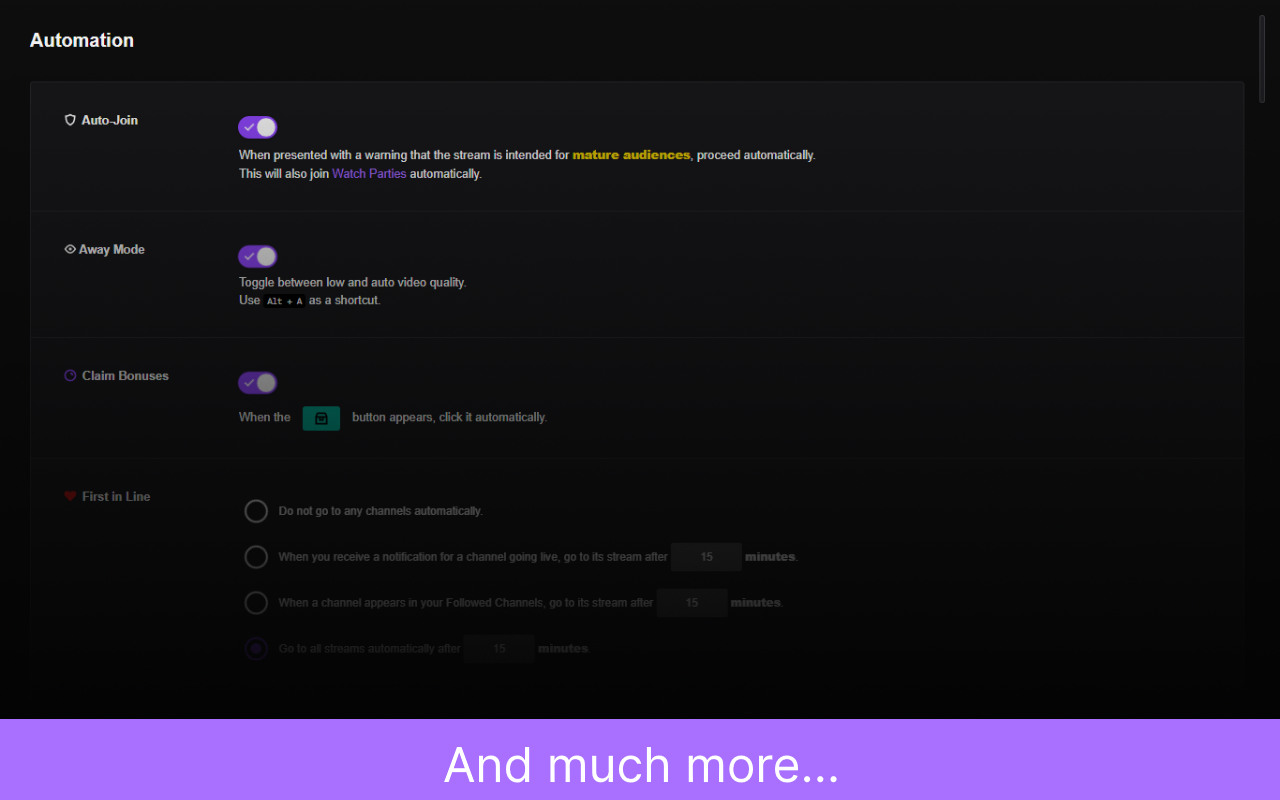 Automation
Auto-Join
When presented with a warning that the stream is intended for mature audiences, proceed automatically.
This will also join Watch Parties automatically.
Away Mode
Toggle between low and auto video quality.
Use Alt + A as a shortcut.
Claim Bonuses
When the button appears, click it automatically.
First in Line
Do not go to any channels automatically.
When you receive a notification for a channel going live, go to its stream after 15 minutes.
When a channel appears in your Followed Channels, go to its stream after 15 minutes.
Go to all streams automatically after 15 minutes
And much more...